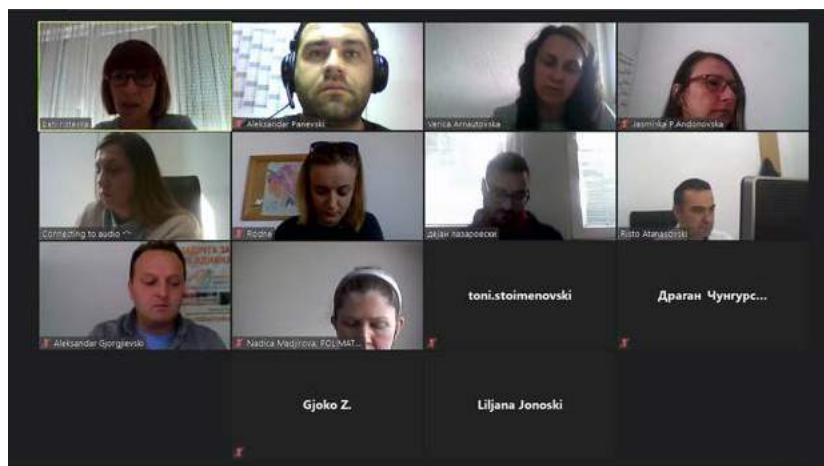 Aleksandar Panevski
Verica Arnautovska
Jasminka P.Andonovska
Connecting to audio
Rodne
дејан лазаровски
Risto Atanasovski
Aleksandar Gjorgjievski
Nadica Madjirova, POLIMAT...
toni.stoimenovski
Драган Чунгурс...
Gjoko Z.
Liljana Jonoski